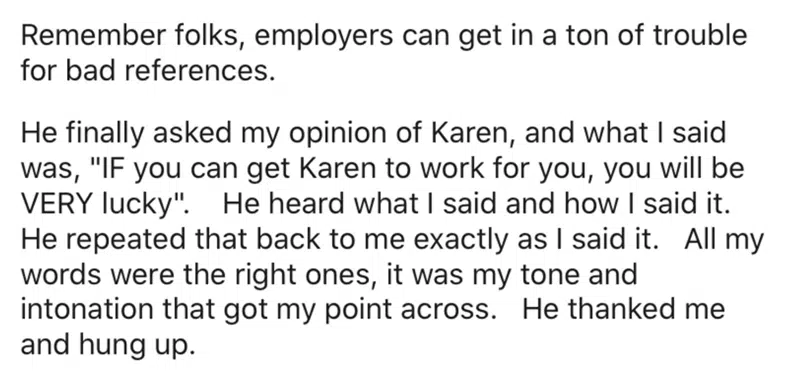 Remember folks, employers can get in a ton of trouble
for bad references.
He finally asked my opinion of Karen, and what I said
was, "IF you can get Karen to work for you, you will be
VERY lucky".    He heard what I said and how I said it.
He repeated that back to me exactly as I said it.   All my
words were the right ones, it was my tone and
intonation that got my point across.   He thanked me
and hung up.